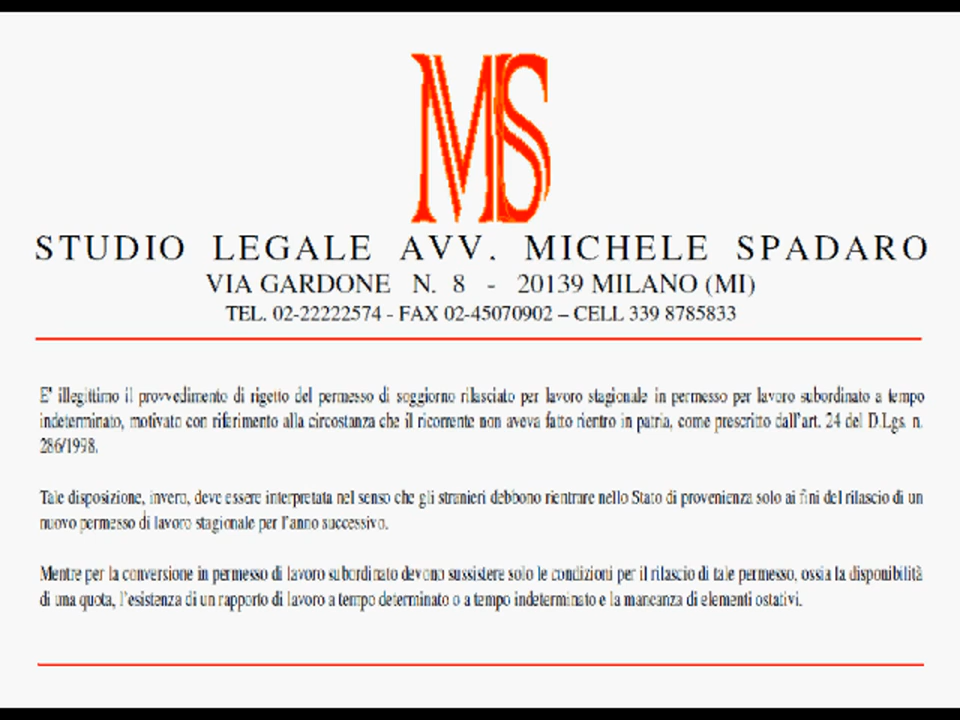 MS
STUDIO LEGALE AVV. MICHELE SPADARO
VIA GARDONE N. 8 - 20139 MILANO (MI)
TEL. 02-22222574 - FAX 02-45070902 – CELL 339 8785833
E' illegittimo il provvedimento di rigetto del permesso di soggiorno rilasciato per lavoro stagionale in permesso per lavoro subordinato a tempo
indeterminato, motivato con riferimento alla circostanza che il ricorrente non aveva fatto rientro in patria, come prescritto dall'art. 24 del D.Lgs. n.
286/1998.
Tale disposizione, invero, deve essere interpretata nel senso che gli stranieri debbono rientrare nello Stato di provenienza solo ai fini del rilascio di un
nuovo permesso di lavoro stagionale per l'anno successivo.
Mentre per la conversione in permesso di lavoro subordinato devono sussistere solo le condizioni per il rilascio di tale permesso, ossia la disponibilità
di una quota, l'esistenza di un rapporto di lavoro a tempo determinato o a tempo indeterminato e la mancanza di elementi ostativi.